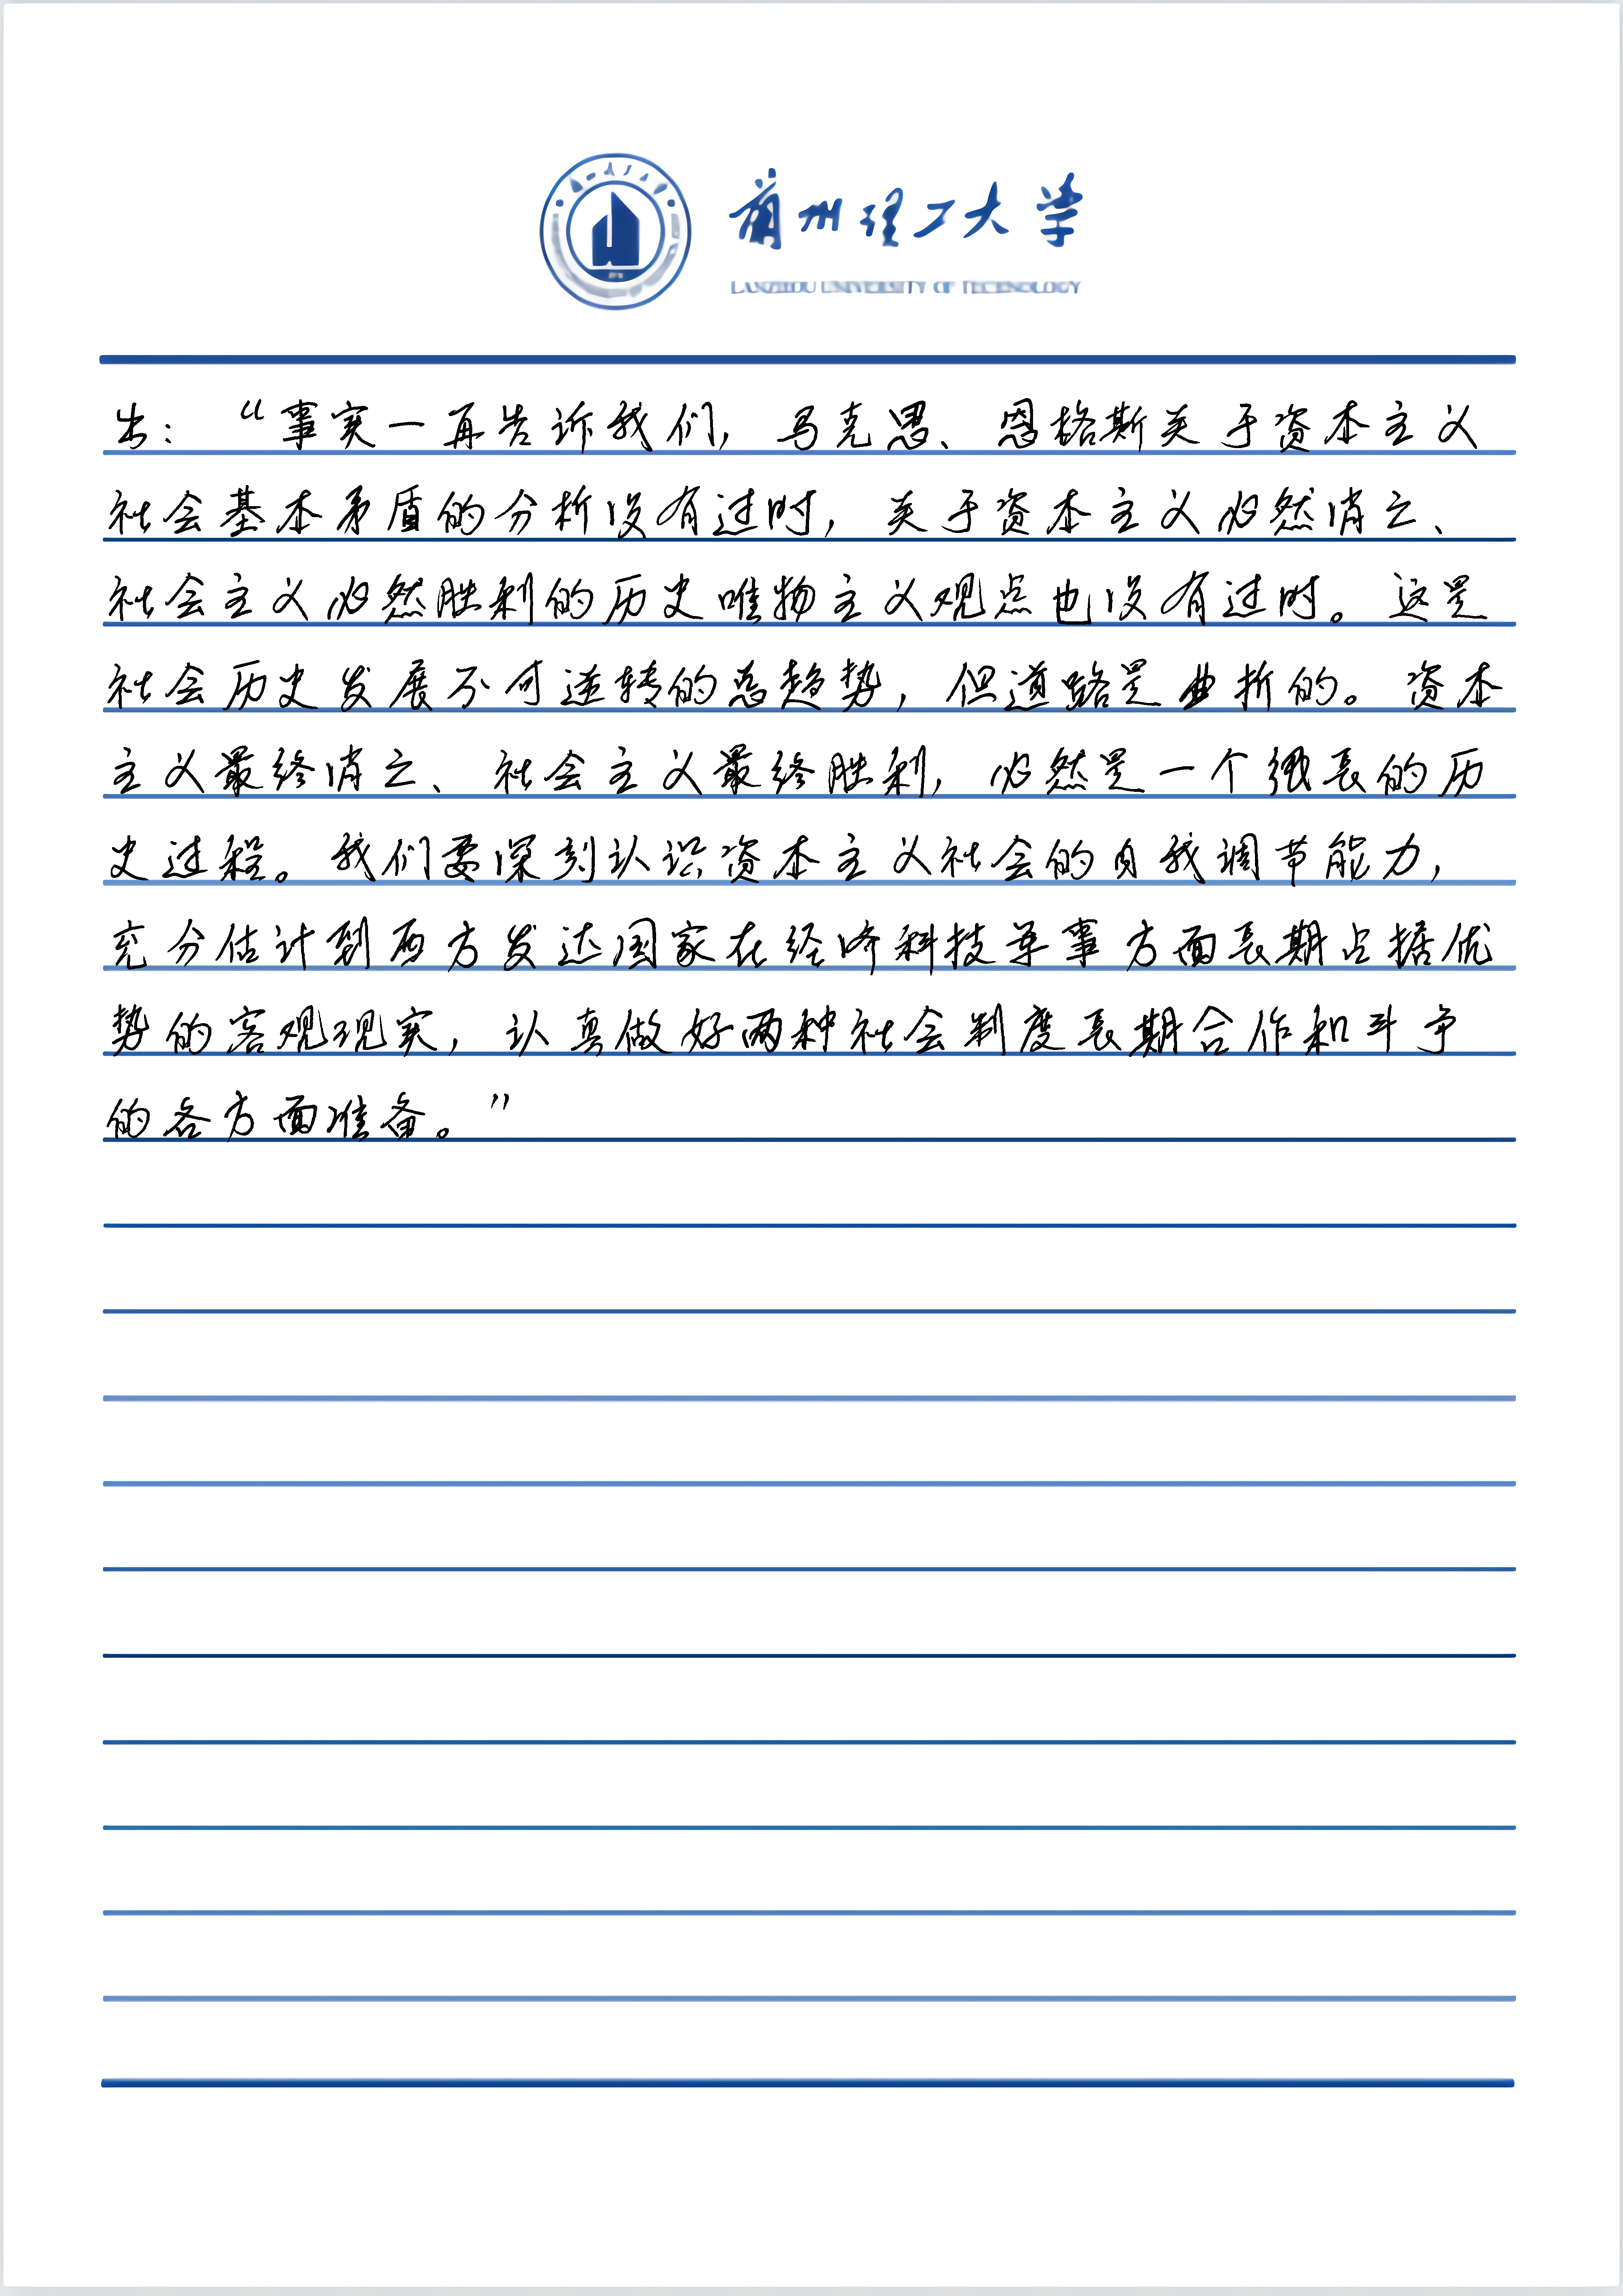 兰州理工大学
LANZHOU UNIVERSITY OF TECHNOLOGY
出：“事实一再告诉我们，马克思、恩格斯关于资本主义
社会基本矛盾的分析没有过时，关于资本主义必然消亡、
社会主义必然胜利的历史唯物主义观点也没有过时。这是
社会历史发展不可逆转的总趋势，但道路是曲折的。资本
主义最终消亡、社会主义最终胜利，必然是一个很长的历
史过程。我们要深刻认识资本主义社会的自我调节能力，
充分估计到西方发达国家在经济科技军事方面长期占据优
势的客观现实，认真做好两种社会制度长期合作和斗争
的各方面准备。”